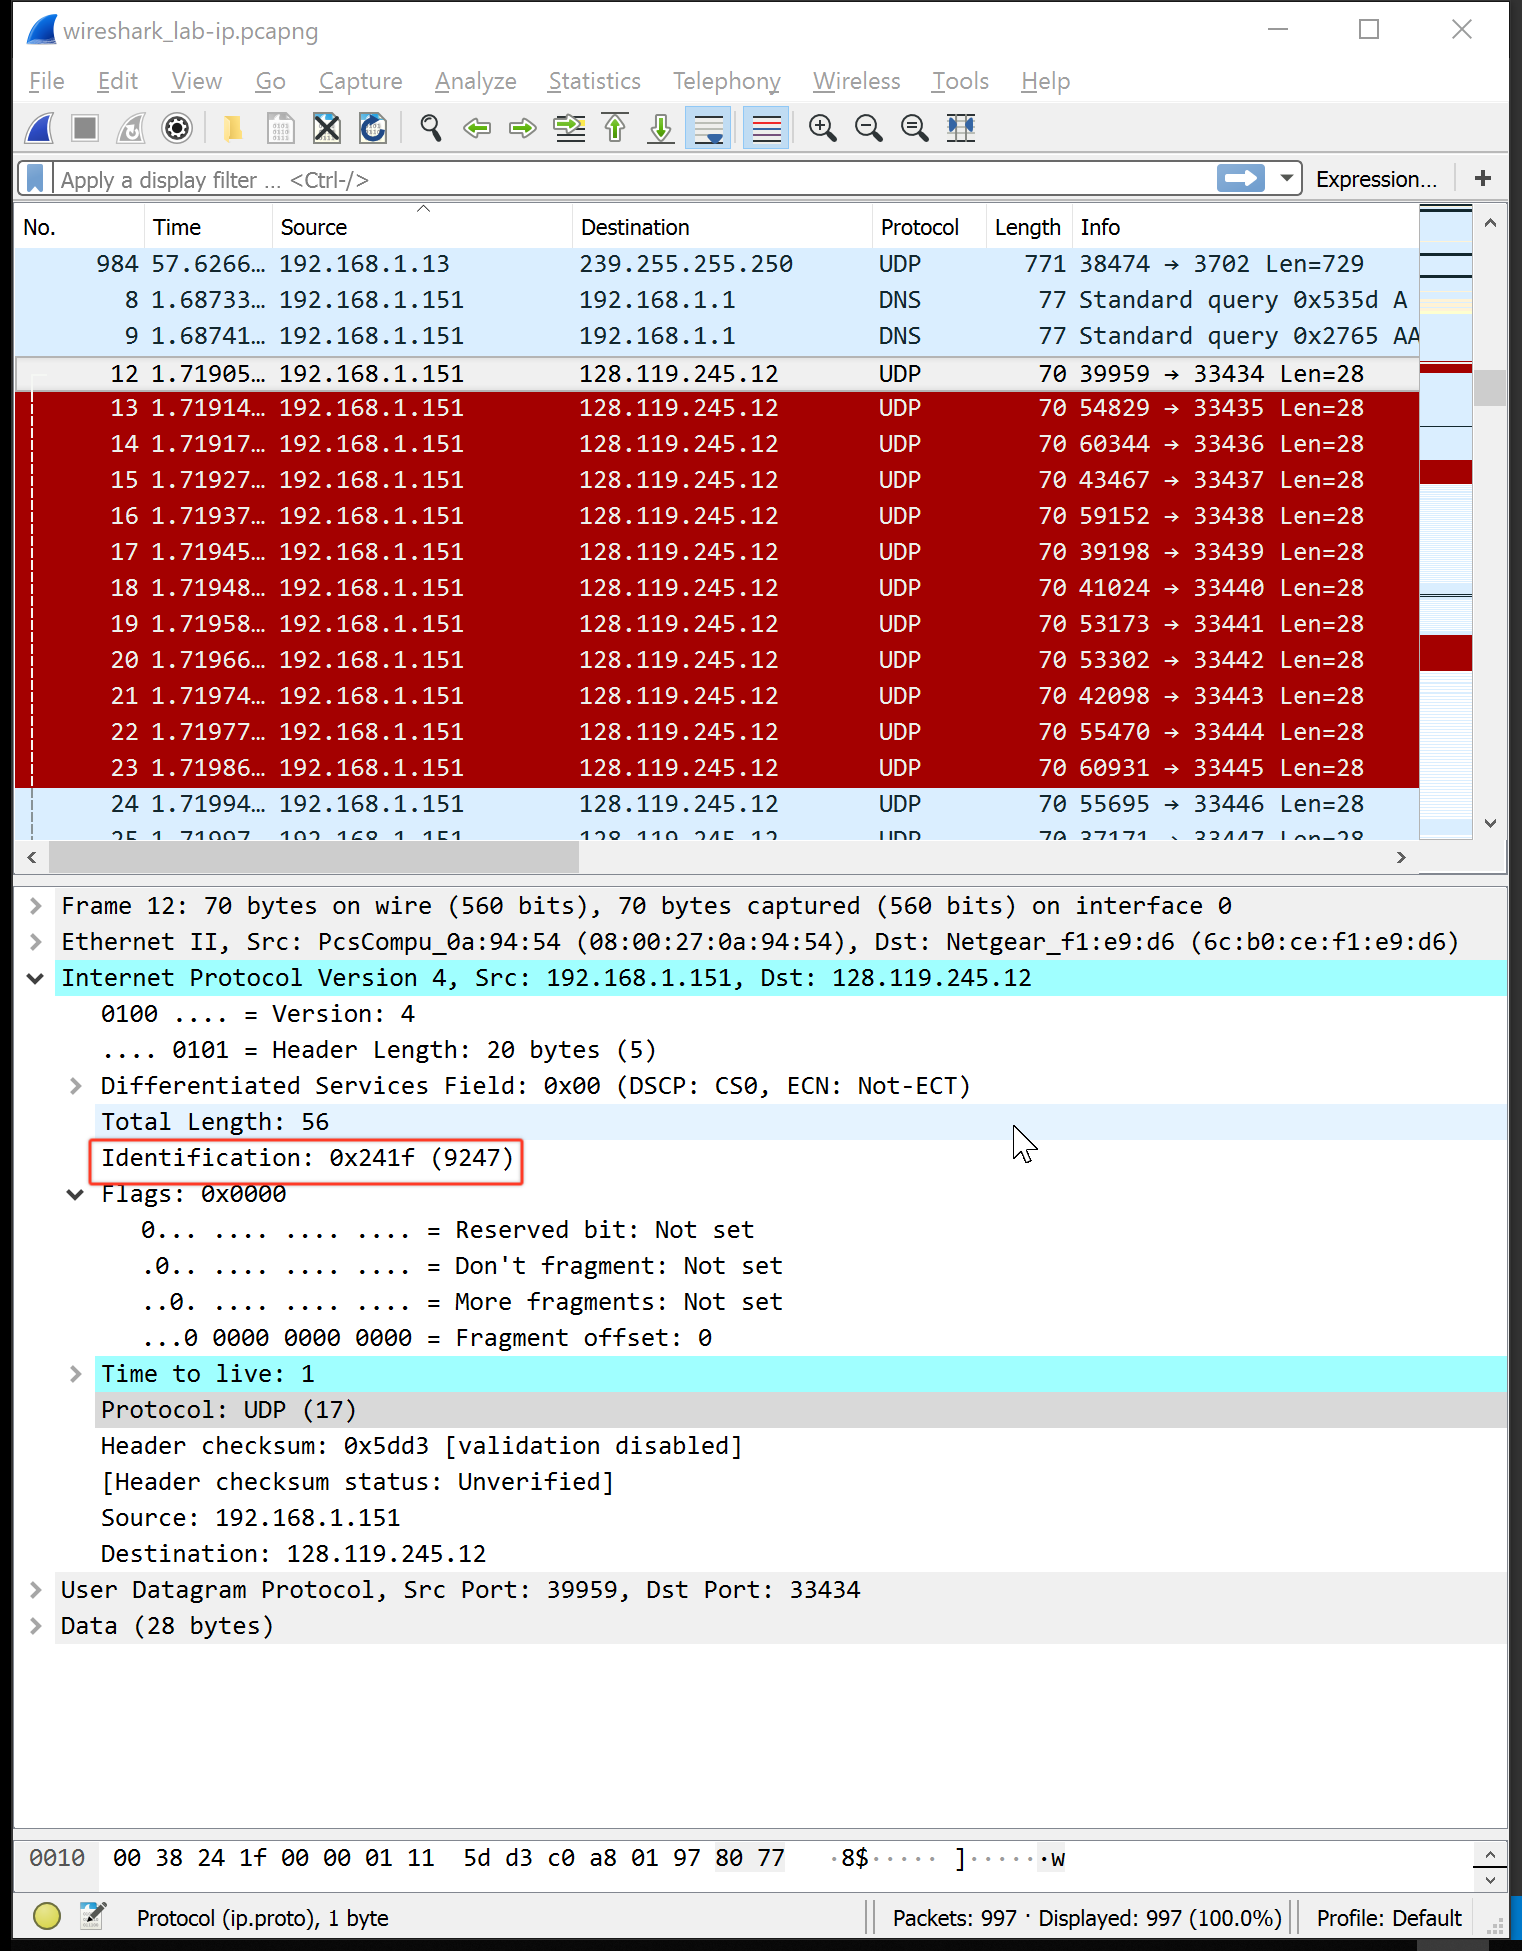 wireshark_lab-ip.pcapng
File Edit View Go Capture Analyze Statistics Telephony Wireless Tools Help
Apply a display filter ... <Ctrl-/> Expression... +
No. Time Source Destination Protocol Length Info
984 57.6266… 192.168.1.13 239.255.255.250 UDP 771 38474 → 3702 Len=729
8 1.68733… 192.168.1.151 192.168.1.1 DNS 77 Standard query 0x535d A
9 1.68741… 192.168.1.151 192.168.1.1 DNS 77 Standard query 0x2765 AA
12 1.71905… 192.168.1.151 128.119.245.12 UDP 70 39959 → 33434 Len=28
13 1.71914… 192.168.1.151 128.119.245.12 UDP 70 54829 → 33435 Len=28
14 1.71917… 192.168.1.151 128.119.245.12 UDP 70 60344 → 33436 Len=28
15 1.71927… 192.168.1.151 128.119.245.12 UDP 70 43467 → 33437 Len=28
16 1.71937… 192.168.1.151 128.119.245.12 UDP 70 59152 → 33438 Len=28
17 1.71945… 192.168.1.151 128.119.245.12 UDP 70 39198 → 33439 Len=28
18 1.71948… 192.168.1.151 128.119.245.12 UDP 70 41024 → 33440 Len=28
19 1.71958… 192.168.1.151 128.119.245.12 UDP 70 53173 → 33441 Len=28
20 1.71966… 192.168.1.151 128.119.245.12 UDP 70 53302 → 33442 Len=28
21 1.71974… 192.168.1.151 128.119.245.12 UDP 70 42098 → 33443 Len=28
22 1.71977… 192.168.1.151 128.119.245.12 UDP 70 55470 → 33444 Len=28
23 1.71986… 192.168.1.151 128.119.245.12 UDP 70 60931 → 33445 Len=28
24 1.71994… 192.168.1.151 128.119.245.12 UDP 70 55695 → 33446 Len=28
25 1.71997… 192.168.1.151 128.119.245.12 UDP 70 37171 → 33447 Len=28
Frame 12: 70 bytes on wire (560 bits), 70 bytes captured (560 bits) on interface 0
Ethernet II, Src: PcsCompu_0a:94:54 (08:00:27:0a:94:54), Dst: Netgear_f1:e9:d6 (6c:b0:ce:f1:e9:d6)
Internet Protocol Version 4, Src: 192.168.1.151, Dst: 128.119.245.12
0100 .... = Version: 4
.... 0101 = Header Length: 20 bytes (5)
Differentiated Services Field: 0x00 (DSCP: CS0, ECN: Not-ECT)
Total Length: 56
Identification: 0x241f (9247)
Flags: 0x0000
0... .... .... .... = Reserved bit: Not set
.0.. .... .... .... = Don't fragment: Not set
..0. .... .... .... = More fragments: Not set
...0 0000 0000 0000 = Fragment offset: 0
Time to live: 1
Protocol: UDP (17)
Header checksum: 0x5dd3 [validation disabled]
[Header checksum status: Unverified]
Source: 192.168.1.151
Destination: 128.119.245.12
User Datagram Protocol, Src Port: 39959, Dst Port: 33434
Data (28 bytes)
0010 00 38 24 1f 00 00 01 11 5d d3 c0 a8 01 97 80 77 ·8$····· ]······w
Protocol (ip.proto), 1 byte Packets: 997 · Displayed: 997 (100.0%) Profile: Default